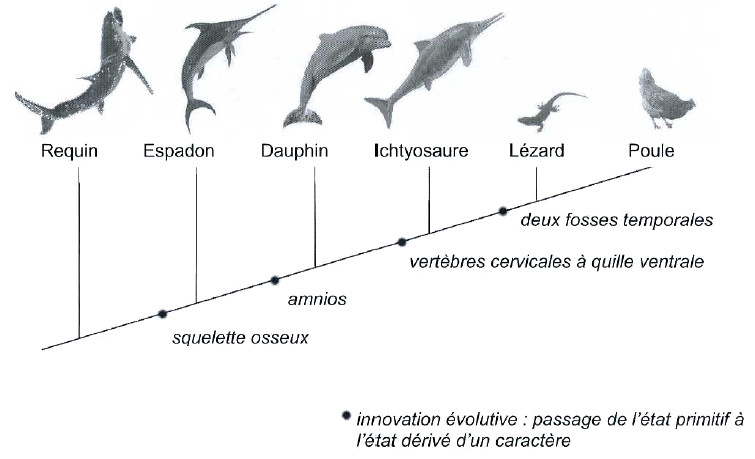 Requin Espadon Dauphin Ichtyosaure Lézard Poule
deux fosses temporales
vertèbres cervicales à quille ventrale
amnios
squelette osseux
innovation évolutive : passage de l'état primitif à
l'état dérivé d'un caractère